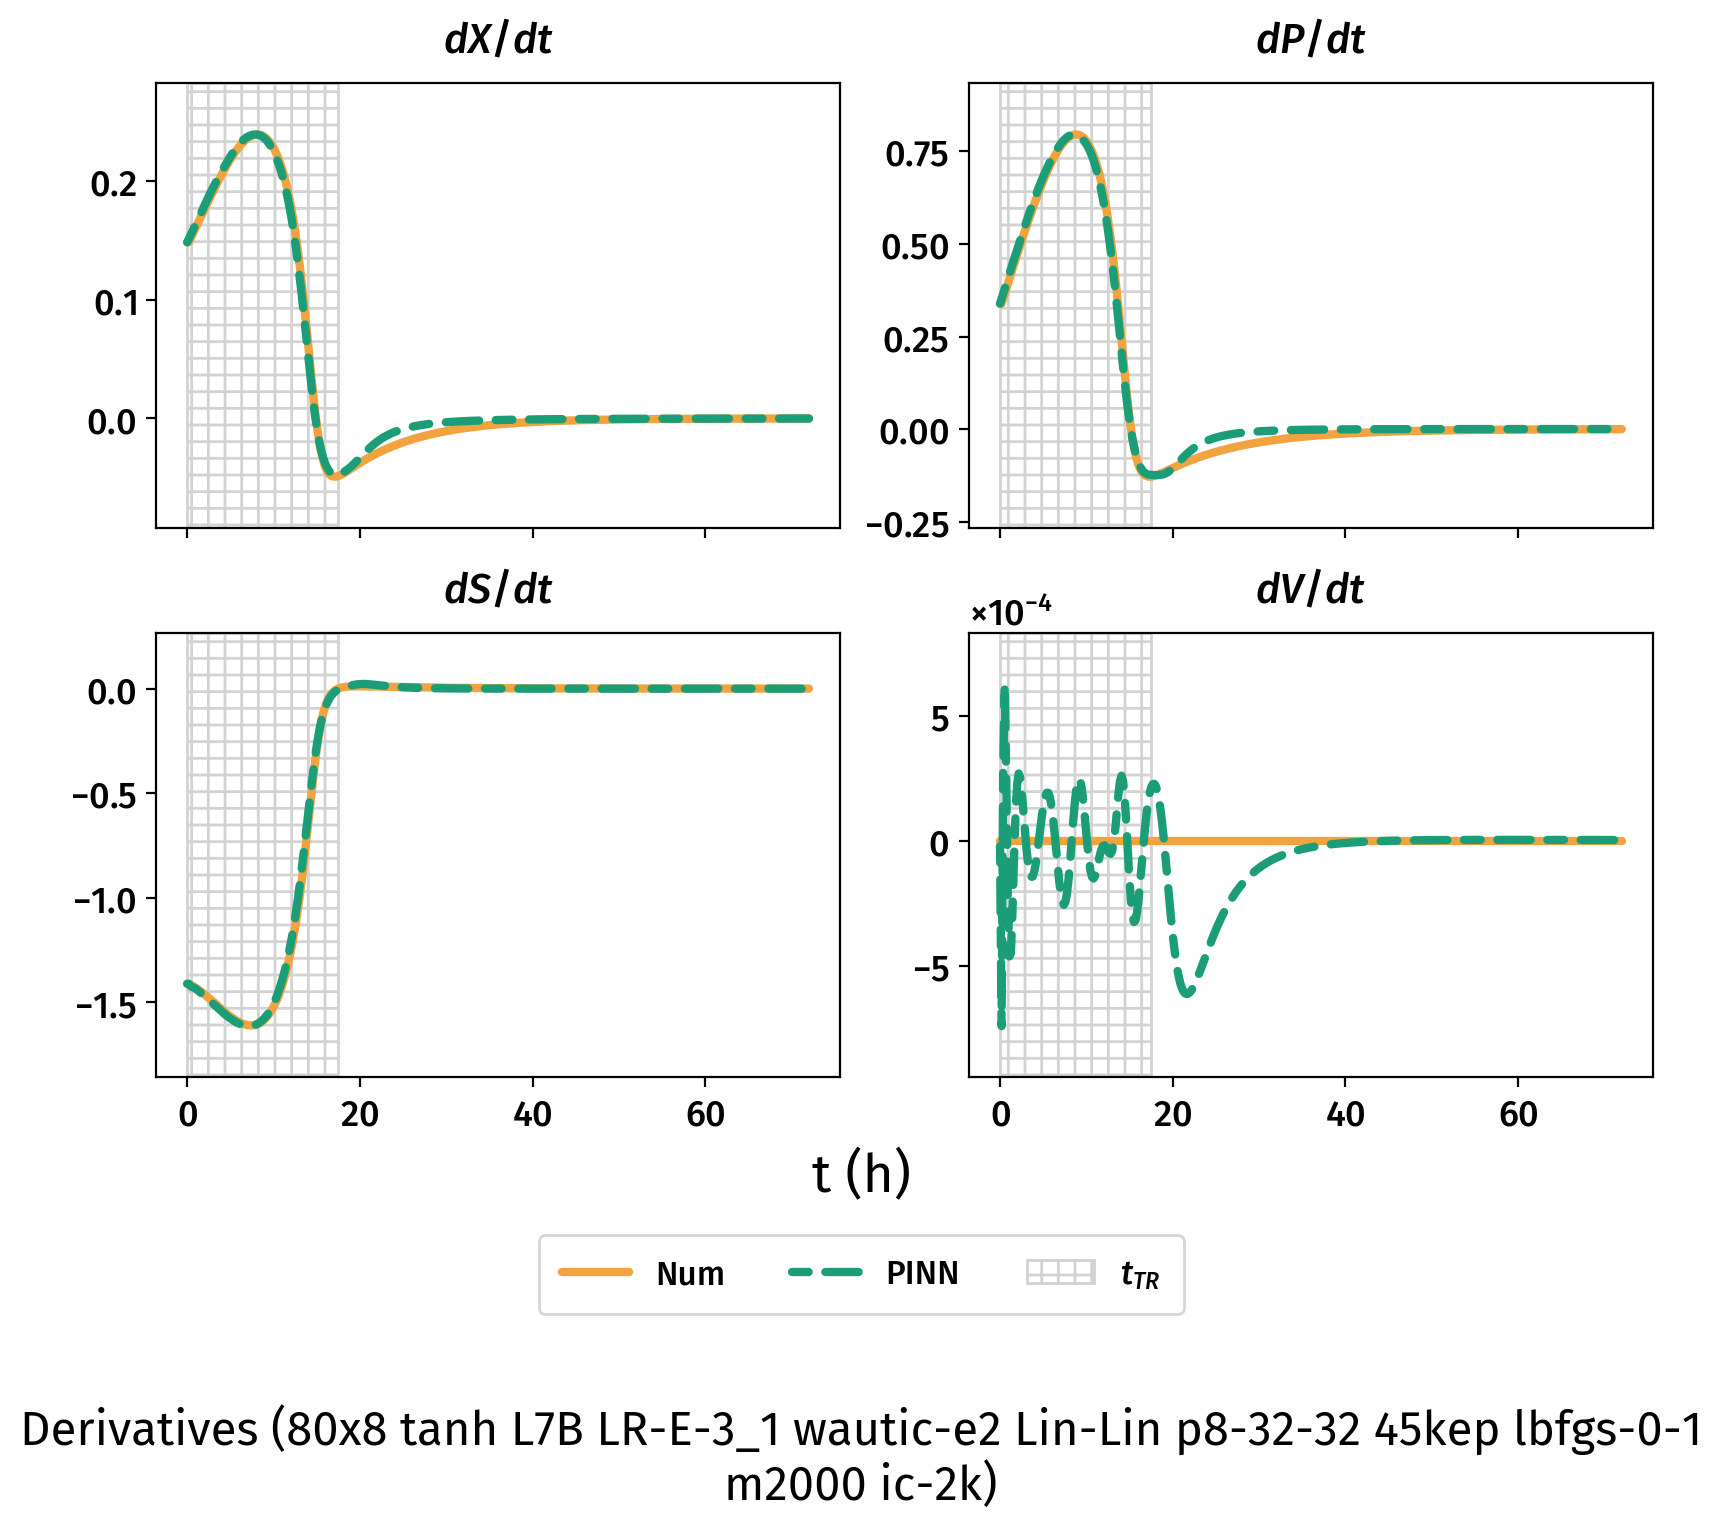 dX/dt
dP/dt
0.2
0.1
0.0
0.75
0.50
0.25
0.00
−0.25
dS/dt
dV/dt
×10⁻⁴
0.0
−0.5
−1.0
−1.5
5
0
−5
0 20 40 60
0 20 40 60
t (h)
Num PINN t_TR
Derivatives (80x8 tanh L7B LR-E-3_1 wautic-e2 Lin-Lin p8-32-32 45kep lbfgs-0-1
m2000 ic-2k)